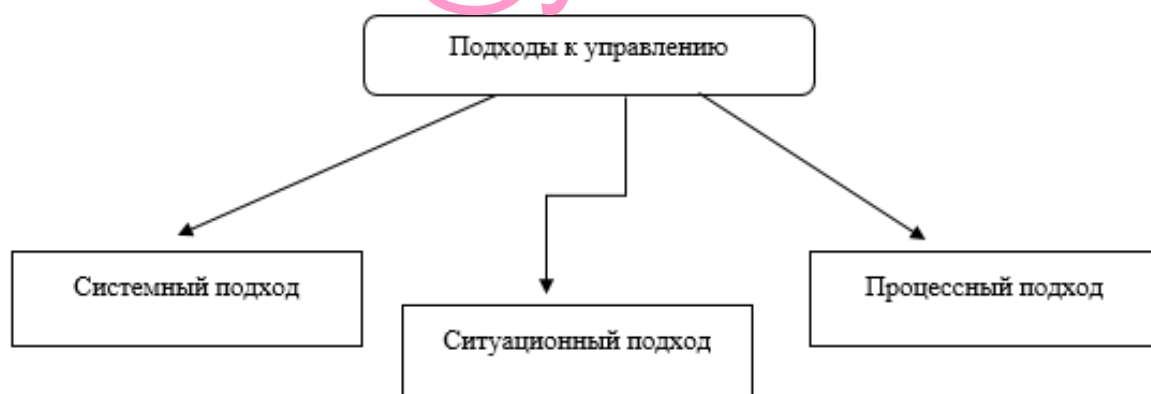 Подходы к управлению
Системный подход
Ситуационный подход
Процессный подход